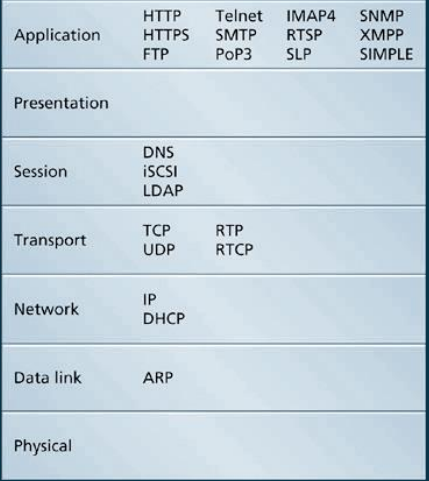 Application
HTTP Telnet IMAP4 SNMP
HTTPS SMTP RTSP XMPP
FTP PoP3 SLP SIMPLE
Presentation
Session
DNS
iSCSI
LDAP
Transport
TCP RTP
UDP RTCP
Network
IP
DHCP
Data link
ARP
Physical